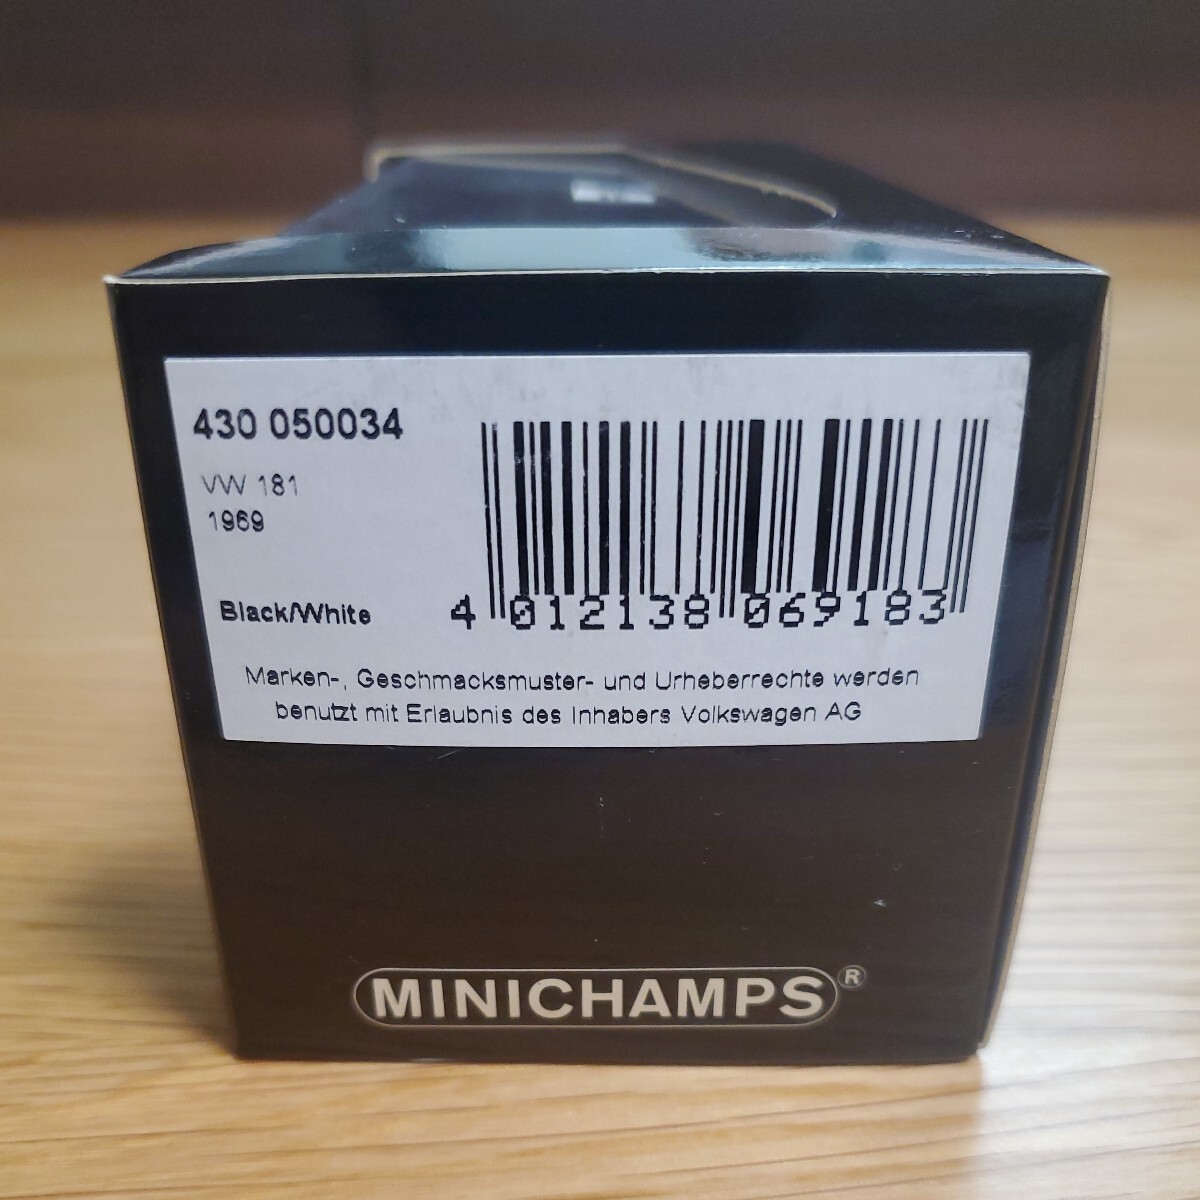 430 050034
VW 181
1969
Black/White
4 012138 069183
Marken-, Geschmacksmuster- und Urheberrechte werden
benutzt mit Erlaubnis des Inhabers Volkswagen AG
MINICHAMPS®